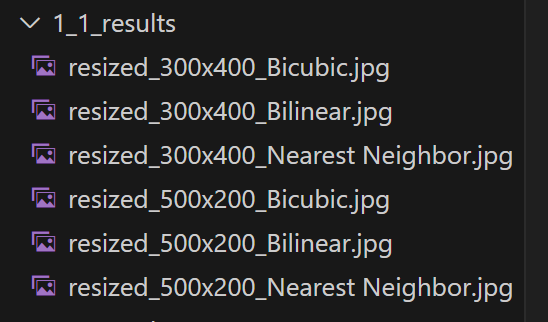 1_1_results
resized_300x400_Bicubic.jpg
resized_300x400_Bilinear.jpg
resized_300x400_Nearest Neighbor.jpg
resized_500x200_Bicubic.jpg
resized_500x200_Bilinear.jpg
resized_500x200_Nearest Neighbor.jpg